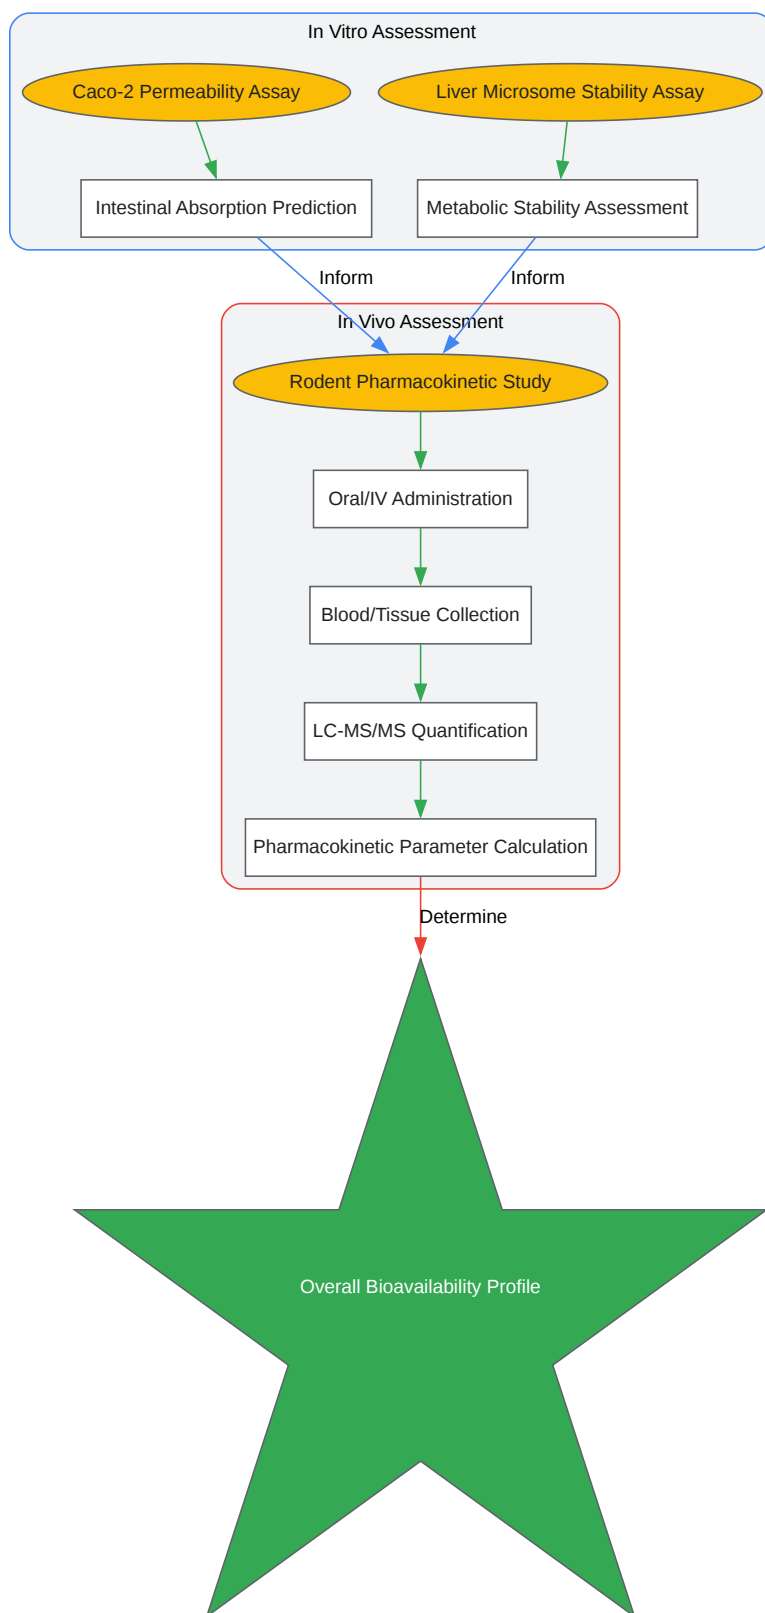 In Vitro Assessment
Caco-2 Permeability Assay
Liver Microsome Stability Assay
Intestinal Absorption Prediction
Metabolic Stability Assessment
Inform
Inform
In Vivo Assessment
Rodent Pharmacokinetic Study
Oral/IV Administration
Blood/Tissue Collection
LC-MS/MS Quantification
Pharmacokinetic Parameter Calculation
Determine
Overall Bioavailability Profile